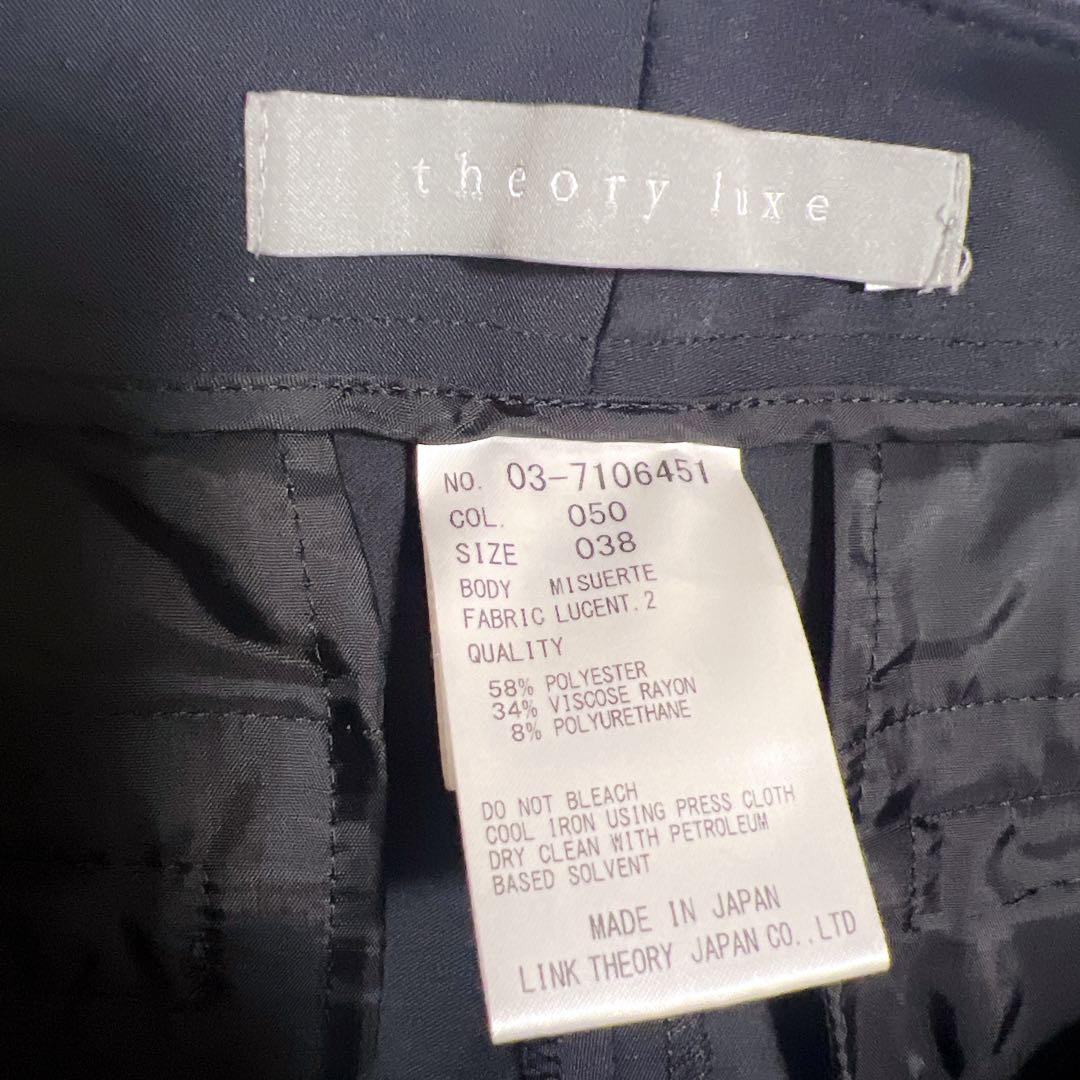 theory luxe
NO. 03-7106451
COL. 050
SIZE 038
BODY MISUERTE
FABRIC LUCENT.2
QUALITY
58% POLYESTER
34% VISCOSE RAYON
8% POLYURETHANE
DO NOT BLEACH
COOL IRON USING PRESS CLOTH
DRY CLEAN WITH PETROLEUM
BASED SOLVENT
MADE IN JAPAN
LINK THEORY JAPAN CO.,LTD